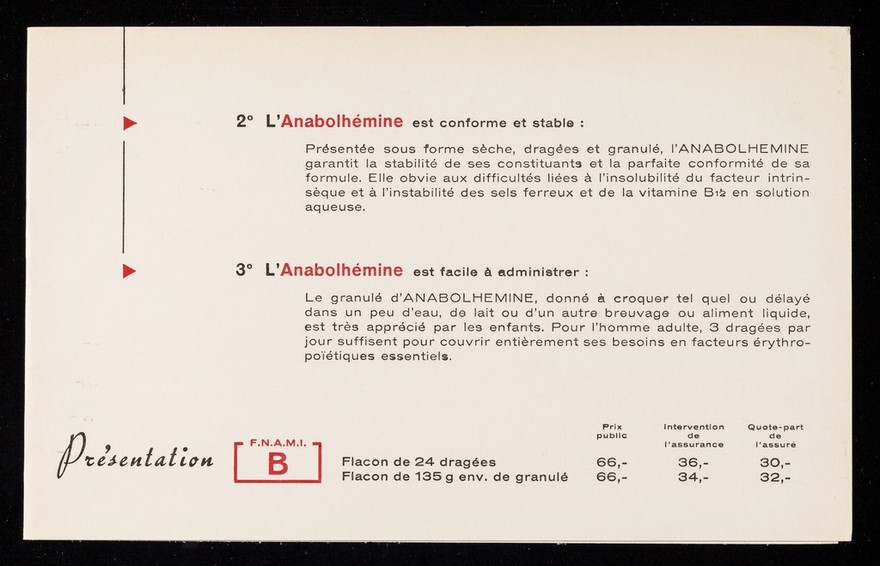 2° L'Anabolhémine est conforme et stable :
Présentée sous forme sèche, dragées et granulé, l'ANABOLHEMINE
garantit la stabilité de ses constituants et la parfaite conformité de sa
formule. Elle obvie aux difficultés liées à l'insolubilité du facteur intrin-
sèque et à l'instabilité des sels ferreux et de la vitamine B12 en solution
aqueuse.
3° L'Anabolhémine est facile à administrer :
Le granulé d'ANABOLHEMINE, donné à croquer tel quel ou délayé
dans un peu d'eau, de lait ou d'un autre breuvage ou aliment liquide,
est très apprécié par les enfants. Pour l'homme adulte, 3 dragées par
jour suffisent pour couvrir entièrement ses besoins en facteurs érythro-
poïétiques essentiels.
Prix public
Intervention de l'assurance
Quote-part de l'assuré
Présentation
F.N.A.M.I.
B
Flacon de 24 dragées 66,- 36,- 30,-
Flacon de 135 g env. de granulé 66,- 34,- 32,-